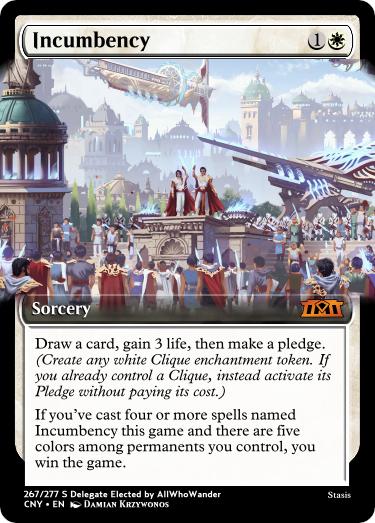 Incumbency 1
Sorcery
Draw a card, gain 3 life, then make a pledge.
(Create any white Clique enchantment token. If
you already control a Clique, instead activate its
Pledge without paying its cost.)
If you've cast four or more spells named
Incumbency this game and there are five
colors among permanents you control, you
win the game.
267/277 S Delegate Elected by AllWhoWander
Stasis
CNY • EN Damian Krzywonos